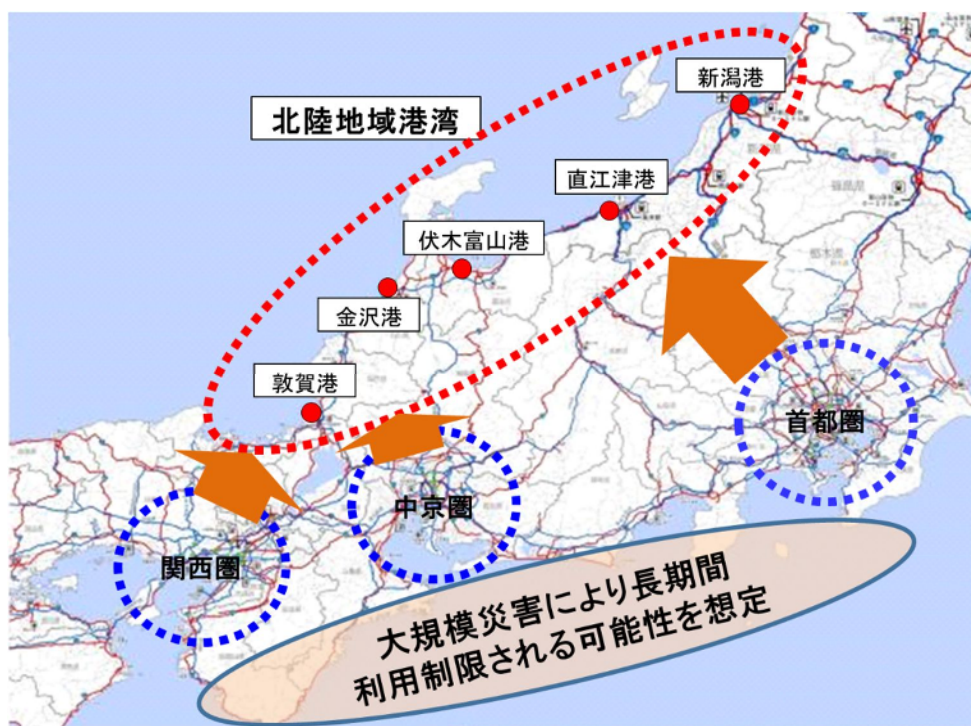 新潟港
北陸地域港湾
直江津港
伏木富山港
金沢港
敦賀港
首都圏
中京圏
関西圏
大規模災害により長期間
利用制限される可能性を想定